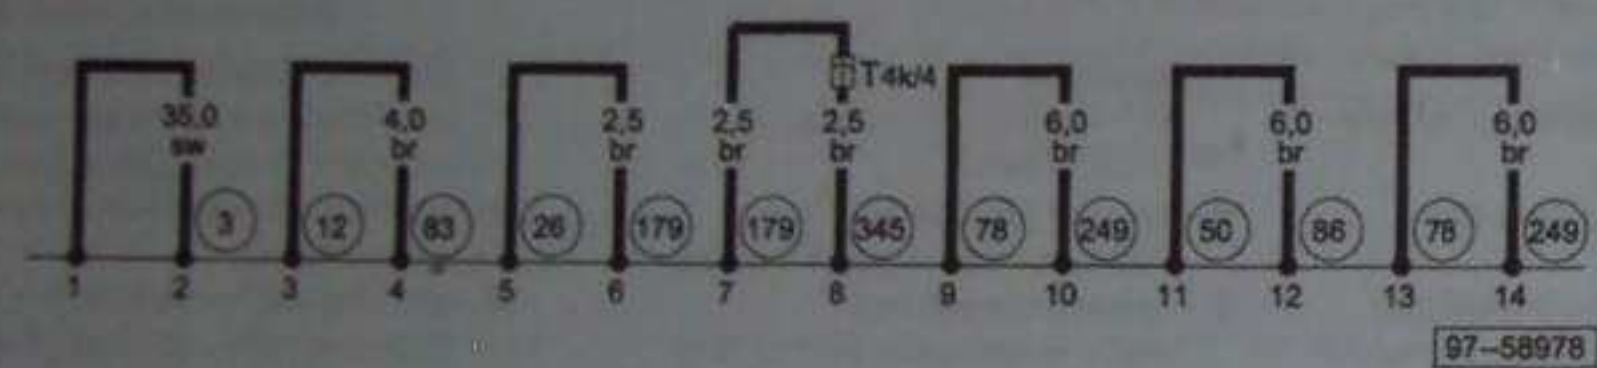 T4k/4
35,0 4,0 2,5 2,5 2,5 6,0 6,0 6,0
sw br br br br br br br
3 12 83 26 179 179 345 78 249 50 86 78 249
1 2 3 4 5 6 7 8 9 10 11 12 13 14
97-58978